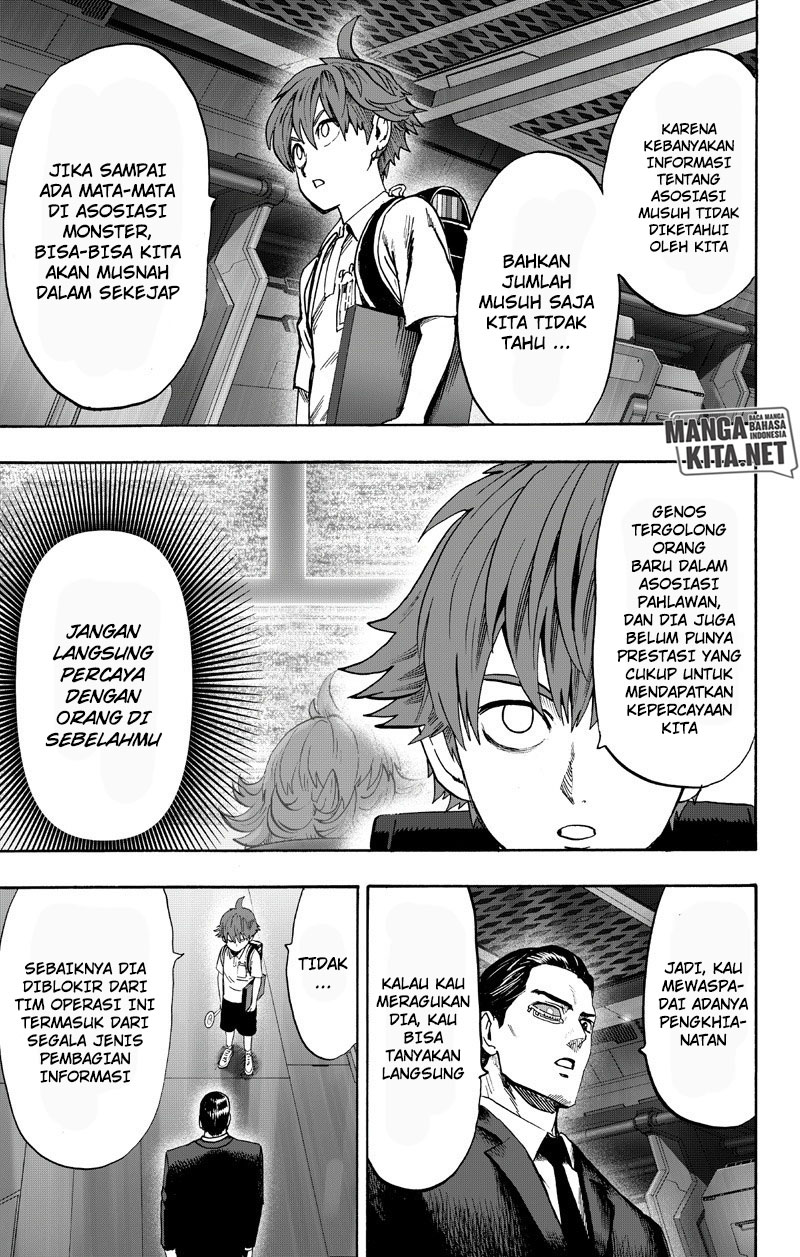 KARENA
KEBANYAKAN
INFORMASI
TENTANG
ASOSIASI
MUSUH TIDAK
DIKETAHUI
OLEH KITA
BAHKAN
JUMLAH
MUSUH SAJA
KITA TIDAK
TAHU ...
JIKA SAMPAI
ADA MATA-MATA
DI ASOSIASI
MONSTER,
BISA-BISA KITA
AKAN MUSNAH
DALAM SEKEJAP
MANGA
-KITA.NET
BACA MANGA
BAHASA
INDONESIA
GENOS
TERGOLONG
ORANG
BARU DALAM
ASOSIASI
PAHLAWAN,
DAN DIA JUGA
BELUM PUNYA
PRESTASI YANG
CUKUP UNTUK
MENDAPATKAN
KEPERCAYAAN
KITA
JANGAN
LANGSUNG
PERCAYA
DENGAN
ORANG DI
SEBELAHMU
JADI, KAU
MEWASPA-
DAI ADANYA
PENGKHIA-
NATAN
KALAU KAU
MERAGUKAN
DIA, KAU
BISA
TANYAKAN
LANGSUNG
TIDAK
...
SEBAIKNYA DIA
DIBLOKIR DARI
TIM OPERASI INI
TERMASUK DARI
SEGALA JENIS
PEMBAGIAN
INFORMASI